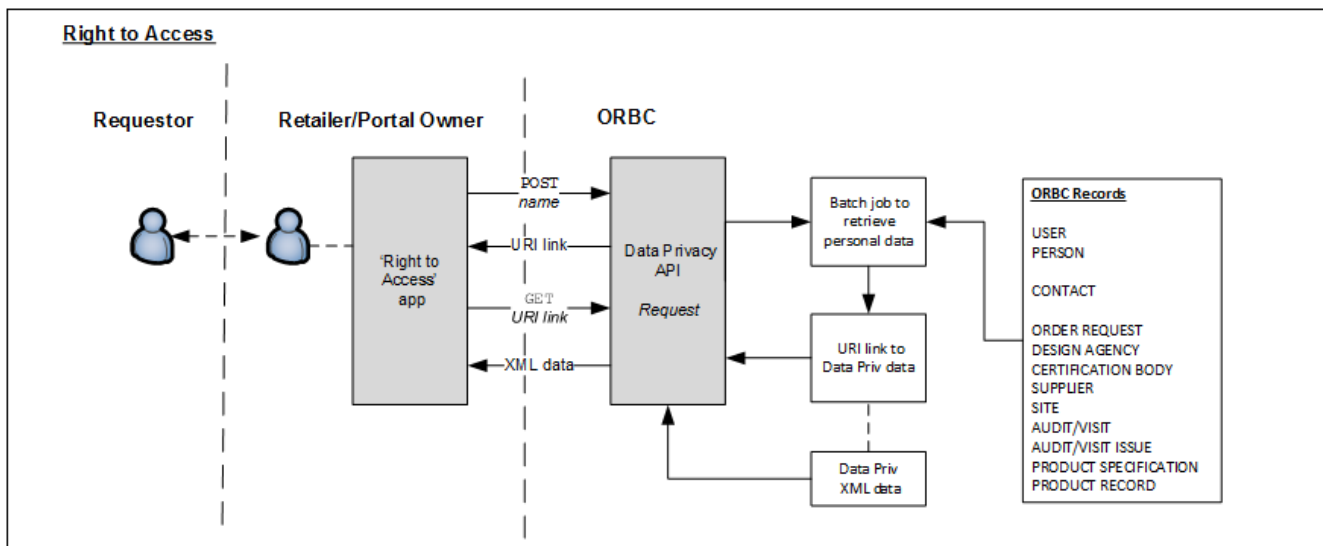 Right to Access
Requestor
Retailer/Portal Owner
ORBC
'Right to
Access'
app
POST
name
URI link
GET
URI link
XML data
Data Privacy
API
Request
Batch job to
retrieve
personal data
URI link to
Data Priv data
Data Priv
XML data
ORBC Records
USER
PERSON
CONTACT
ORDER REQUEST
DESIGN AGENCY
CERTIFICATION BODY
SUPPLIER
SITE
AUDIT/VISIT
AUDIT/VISIT ISSUE
PRODUCT SPECIFICATION
PRODUCT RECORD